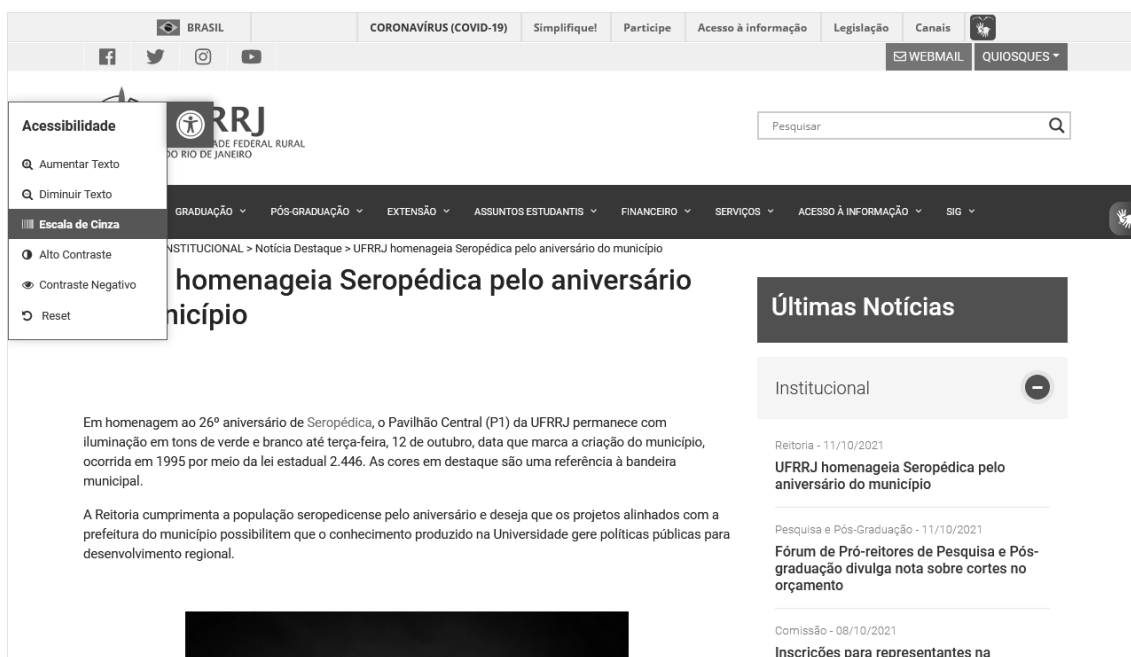 BRASIL
CORONAVÍRUS (COVID-19)
Simplifique!
Participe
Acesso à informação
Legislação
Canais
WEBMAIL
QUIOSQUES
RRJ
ADE FEDERAL RURAL
DO RIO DE JANEIRO
Pesquisar
Acessibilidade
Aumentar Texto
Diminuir Texto
Escala de Cinza
Alto Contraste
Contraste Negativo
Reset
GRADUAÇÃO
PÓS-GRADUAÇÃO
EXTENSÃO
ASSUNTOS ESTUDANTIS
FINANCEIRO
SERVIÇOS
ACESSO À INFORMAÇÃO
SIG
NSTITUCIONAL > Notícia Destaque > UFRRJ homenageia Seropédica pelo aniversário do município
homenageia Seropédica pelo aniversário
nicípio
Em homenagem ao 26º aniversário de Seropédica, o Pavilhão Central (P1) da UFRRJ permanece com
iluminação em tons de verde e branco até terça-feira, 12 de outubro, data que marca a criação do município,
ocorrida em 1995 por meio da lei estadual 2.446. As cores em destaque são uma referência à bandeira
municipal.
A Reitoria cumprimenta a população seropedicense pelo aniversário e deseja que os projetos alinhados com a
prefeitura do município possibilitem que o conhecimento produzido na Universidade gere políticas públicas para
desenvolvimento regional.
Últimas Notícias
Institucional
Reitoria - 11/10/2021
UFRRJ homenageia Seropédica pelo
aniversário do município
Pesquisa e Pós-Graduação - 11/10/2021
Fórum de Pró-reitores de Pesquisa e Pós-
graduação divulga nota sobre cortes no
orçamento
Comissão - 08/10/2021
Inscrições para representantes na